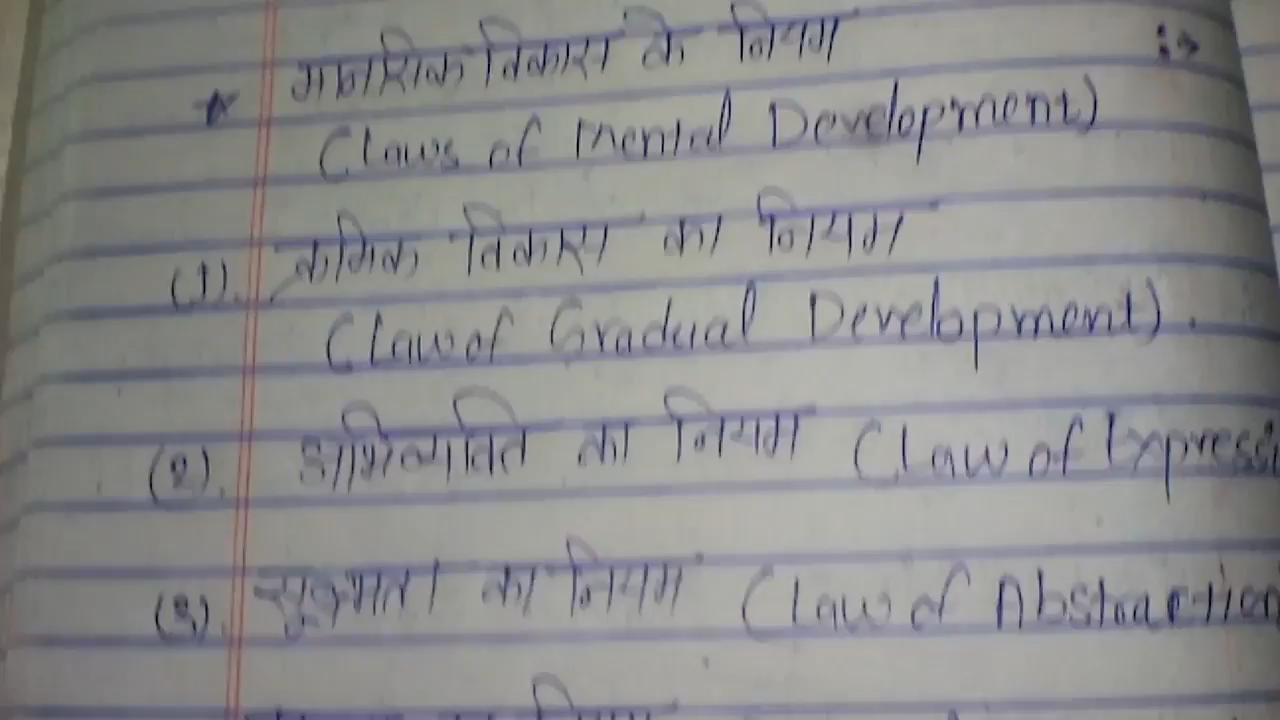 ★ मानसिक विकास के नियम :→
(Laws of Mental Development)
(1). क्रमिक विकास का नियम
(Law of Gradual Development).
(2). अभिव्यक्ति का नियम (Law of Expressi
(3). सूक्ष्मता का नियम (Law of Abstraction